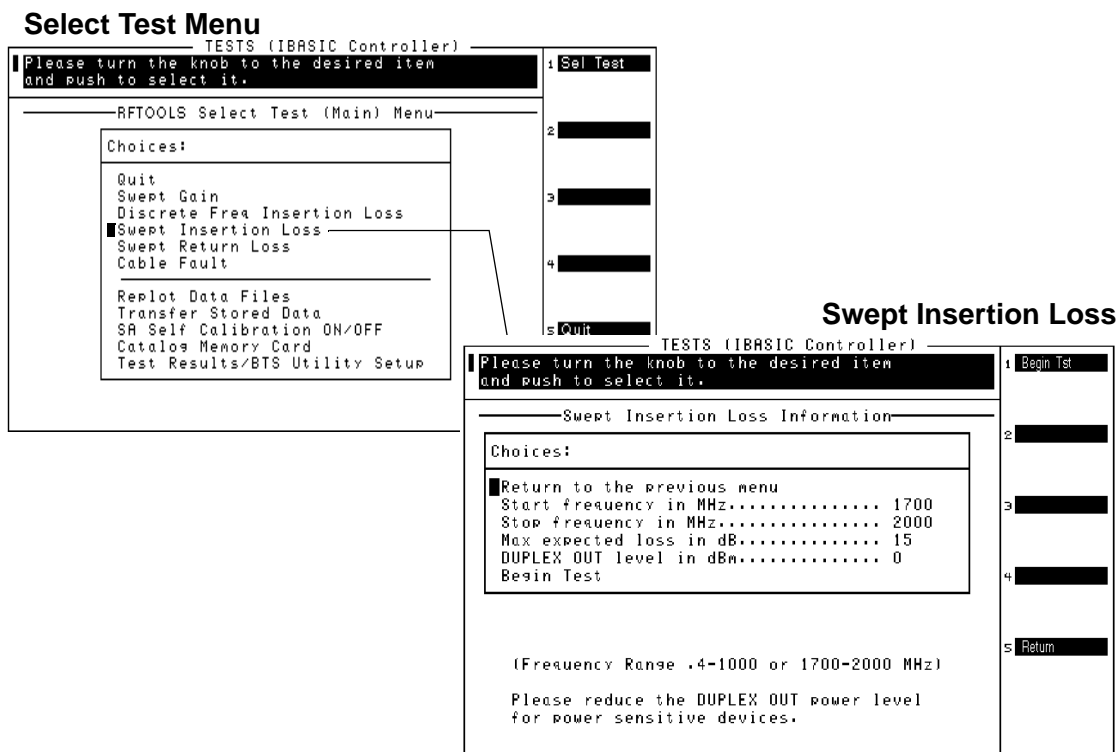 Select Test Menu
TESTS (IBASIC Controller)
Please turn the knob to the desired item
and push to select it.
1 Sel Test
RFTOOLS Select Test (Main) Menu
2
Choices:
Quit
Swept Gain
3
Discrete Freq Insertion Loss
Swept Insertion Loss
Swept Return Loss
Cable Fault
4
Replot Data Files
Transfer Stored Data
SA Self Calibration ON/OFF
5 Quit
Catalog Memory Card
Test Results/BTS Utility Setup
Swept Insertion Loss
TESTS (IBASIC Controller)
Please turn the knob to the desired item
and push to select it.
1 Begin Tst
Swept Insertion Loss Information
2
Choices:
Return to the previous menu
Start frequency in MHz............... 1700
3
Stop frequency in MHz................ 2000
Max expected loss in dB.............. 15
DUPLEX OUT level in dBm.............. 0
Begin Test
4
5 Return
(Frequency Range .4-1000 or 1700-2000 MHz)
Please reduce the DUPLEX OUT power level
for power sensitive devices.